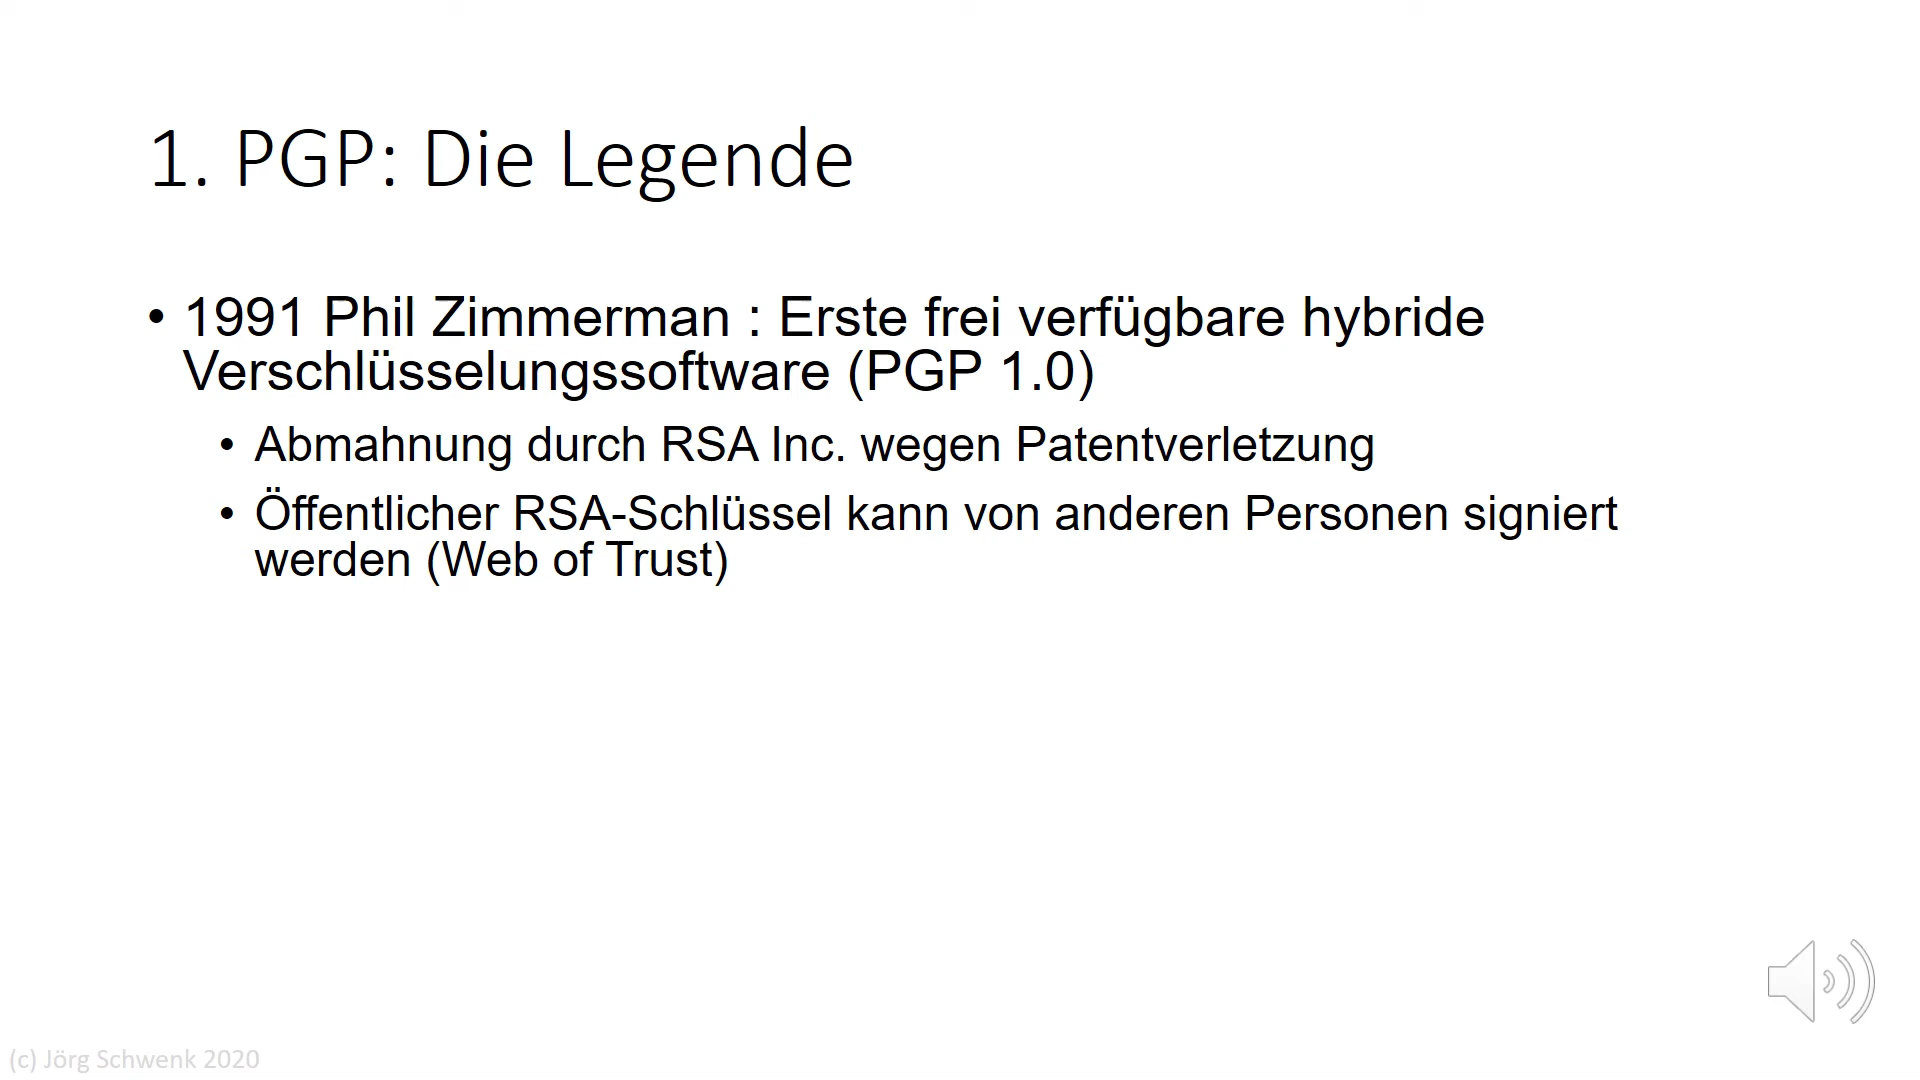 1. PGP: Die Legende
• 1991 Phil Zimmerman : Erste frei verfügbare hybride
Verschlüsselungssoftware (PGP 1.0)
• Abmahnung durch RSA Inc. wegen Patentverletzung
• Öffentlicher RSA-Schlüssel kann von anderen Personen signiert
werden (Web of Trust)
(c) Jörg Schwenk 2020